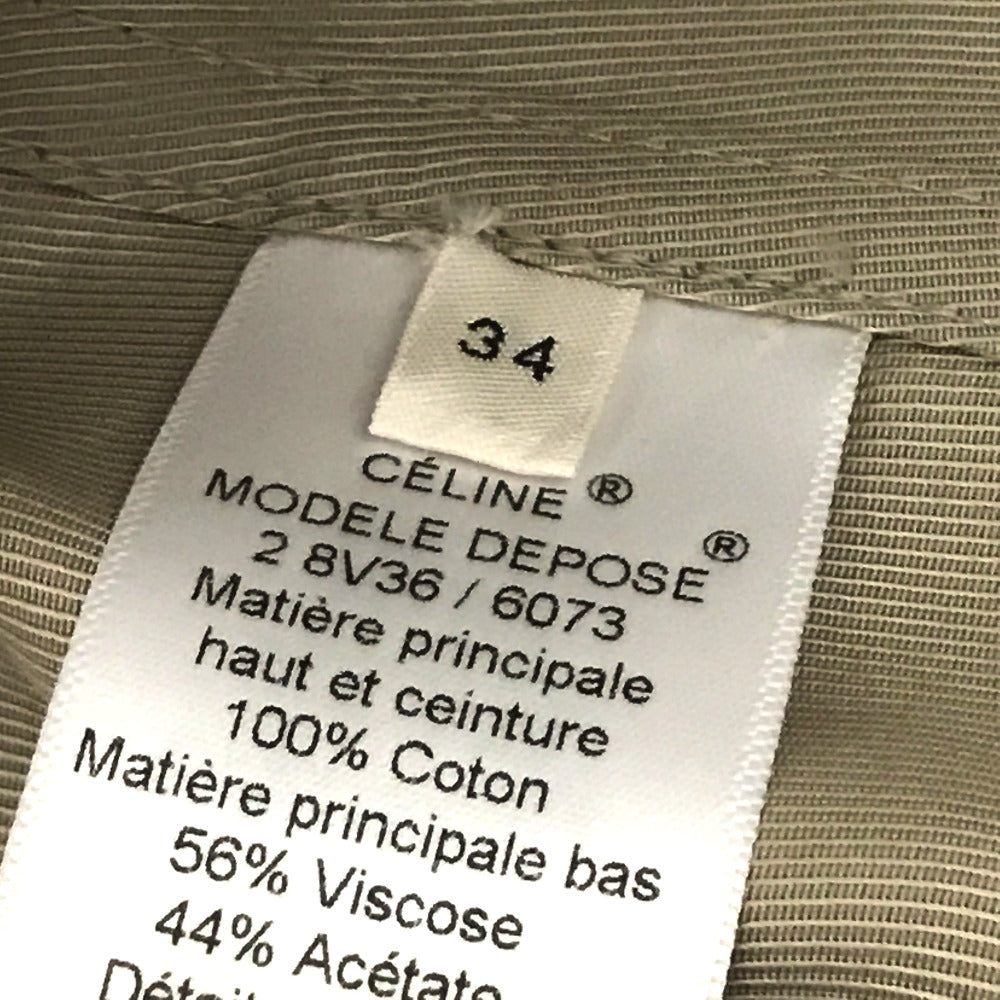 34
CÉLINE ®
MODELE DEPOSE ®
2 8V36 / 6073
Matière principale
haut et ceinture
100% Coton
Matière principale bas
56% Viscose
44% Acétate